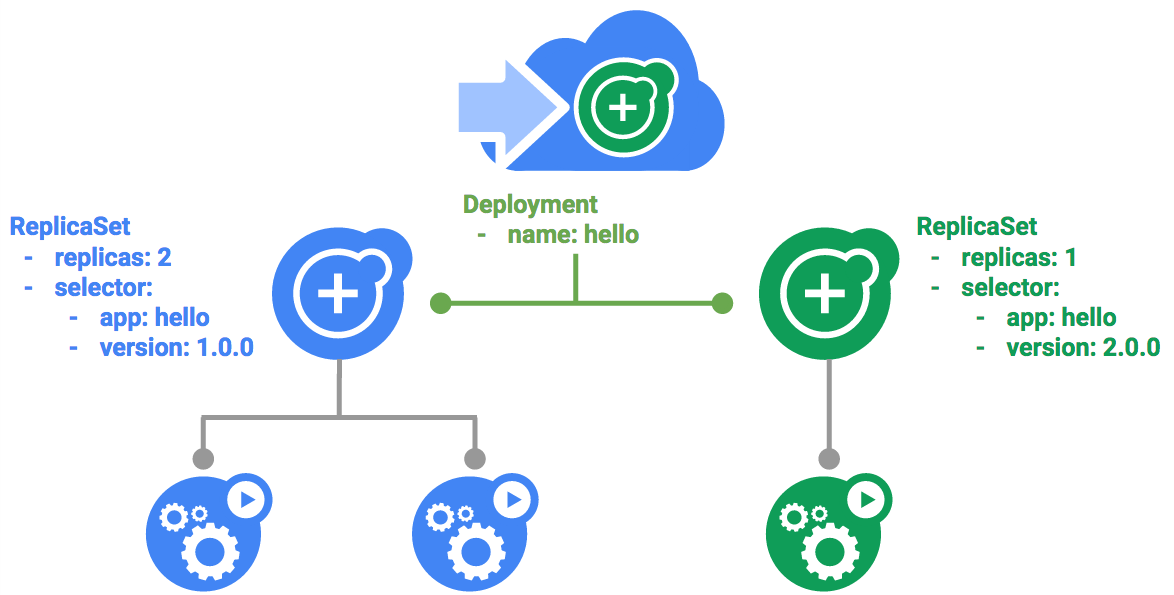 Deployment
- name: hello
ReplicaSet
- replicas: 2
- selector:
- app: hello
- version: 1.0.0
ReplicaSet
- replicas: 1
- selector:
- app: hello
- version: 2.0.0